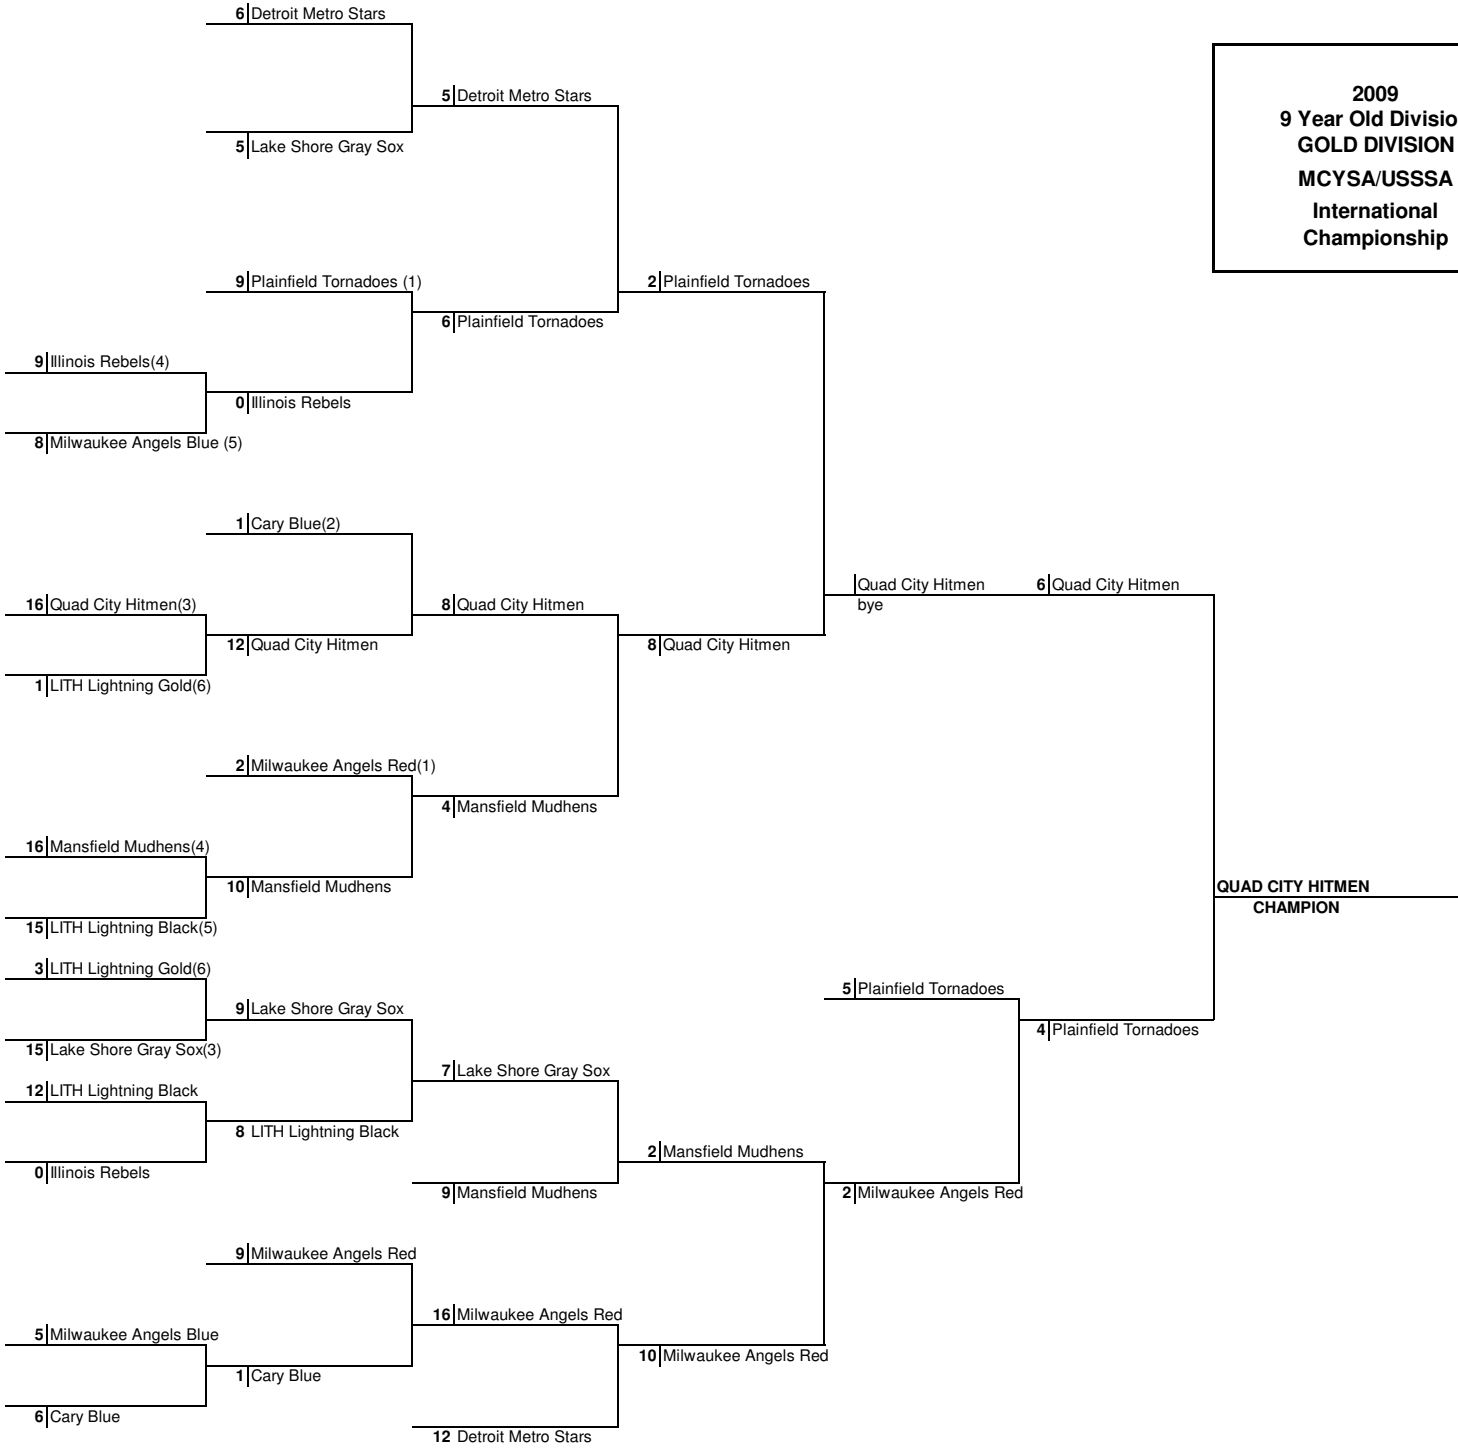 6 Detroit Metro Stars
2009
9 Year Old Divisio
5 Detroit Metro Stars
GOLD DIVISION
5 Lake Shore Gray Sox
MCYSA/USSSA
International
Championship
9 Plainfield Tornadoes (1)
2 Plainfield Tornadoes
6 Plainfield Tornadoes
9 Illinois Rebels(4)
0 Illinois Rebels
8 Milwaukee Angels Blue (5)
1 Cary Blue(2)
Quad City Hitmen
6 Quad City Hitmen
bye
16 Quad City Hitmen(3)
8 Quad City Hitmen
12 Quad City Hitmen
8 Quad City Hitmen
1 LITH Lightning Gold(6)
2 Milwaukee Angels Red(1)
4 Mansfield Mudhens
16 Mansfield Mudhens(4)
10 Mansfield Mudhens
QUAD CITY HITMEN
CHAMPION
15 LITH Lightning Black(5)
3 LITH Lightning Gold(6)
5 Plainfield Tornadoes
9 Lake Shore Gray Sox
4 Plainfield Tornadoes
15 Lake Shore Gray Sox(3)
7 Lake Shore Gray Sox
12 LITH Lightning Black
8 LITH Lightning Black
2 Mansfield Mudhens
0 Illinois Rebels
9 Mansfield Mudhens
2 Milwaukee Angels Red
9 Milwaukee Angels Red
16 Milwaukee Angels Red
5 Milwaukee Angels Blue
10 Milwaukee Angels Red
1 Cary Blue
6 Cary Blue
12 Detroit Metro Stars